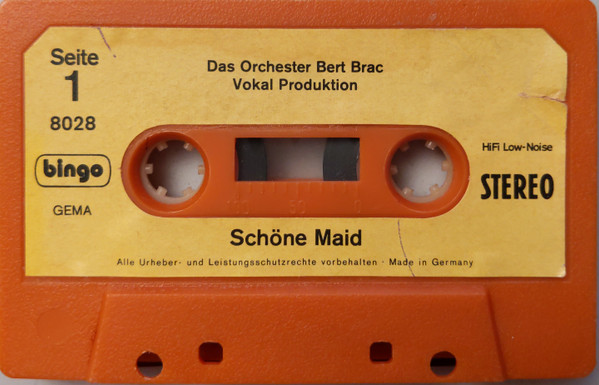 Seite
1
8028
bingo
GEMA
Das Orchester Bert Brac
Vokal Produktion
HiFi Low-Noise
STEREO
50
Schöne Maid
Alle Urheber- und Leistungsschutzrechte vorbehalten · Made in Germany